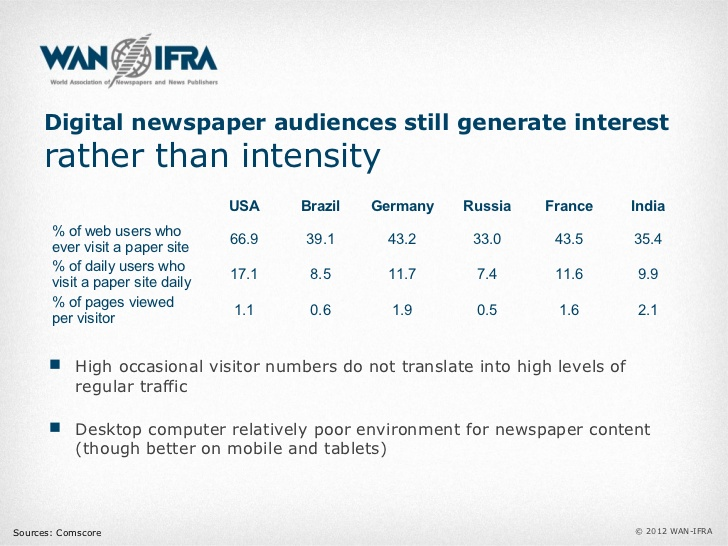 WAN IFRA
World Association of Newspapers and News Publishers
Digital newspaper audiences still generate interest
rather than intensity
USA Brazil Germany Russia France India
% of web users who
ever visit a paper site 66.9 39.1 43.2 33.0 43.5 35.4
% of daily users who
visit a paper site daily 17.1 8.5 11.7 7.4 11.6 9.9
% of pages viewed
per visitor 1.1 0.6 1.9 0.5 1.6 2.1
High occasional visitor numbers do not translate into high levels of
regular traffic
Desktop computer relatively poor environment for newspaper content
(though better on mobile and tablets)
Sources: Comscore
© 2012 WAN-IFRA